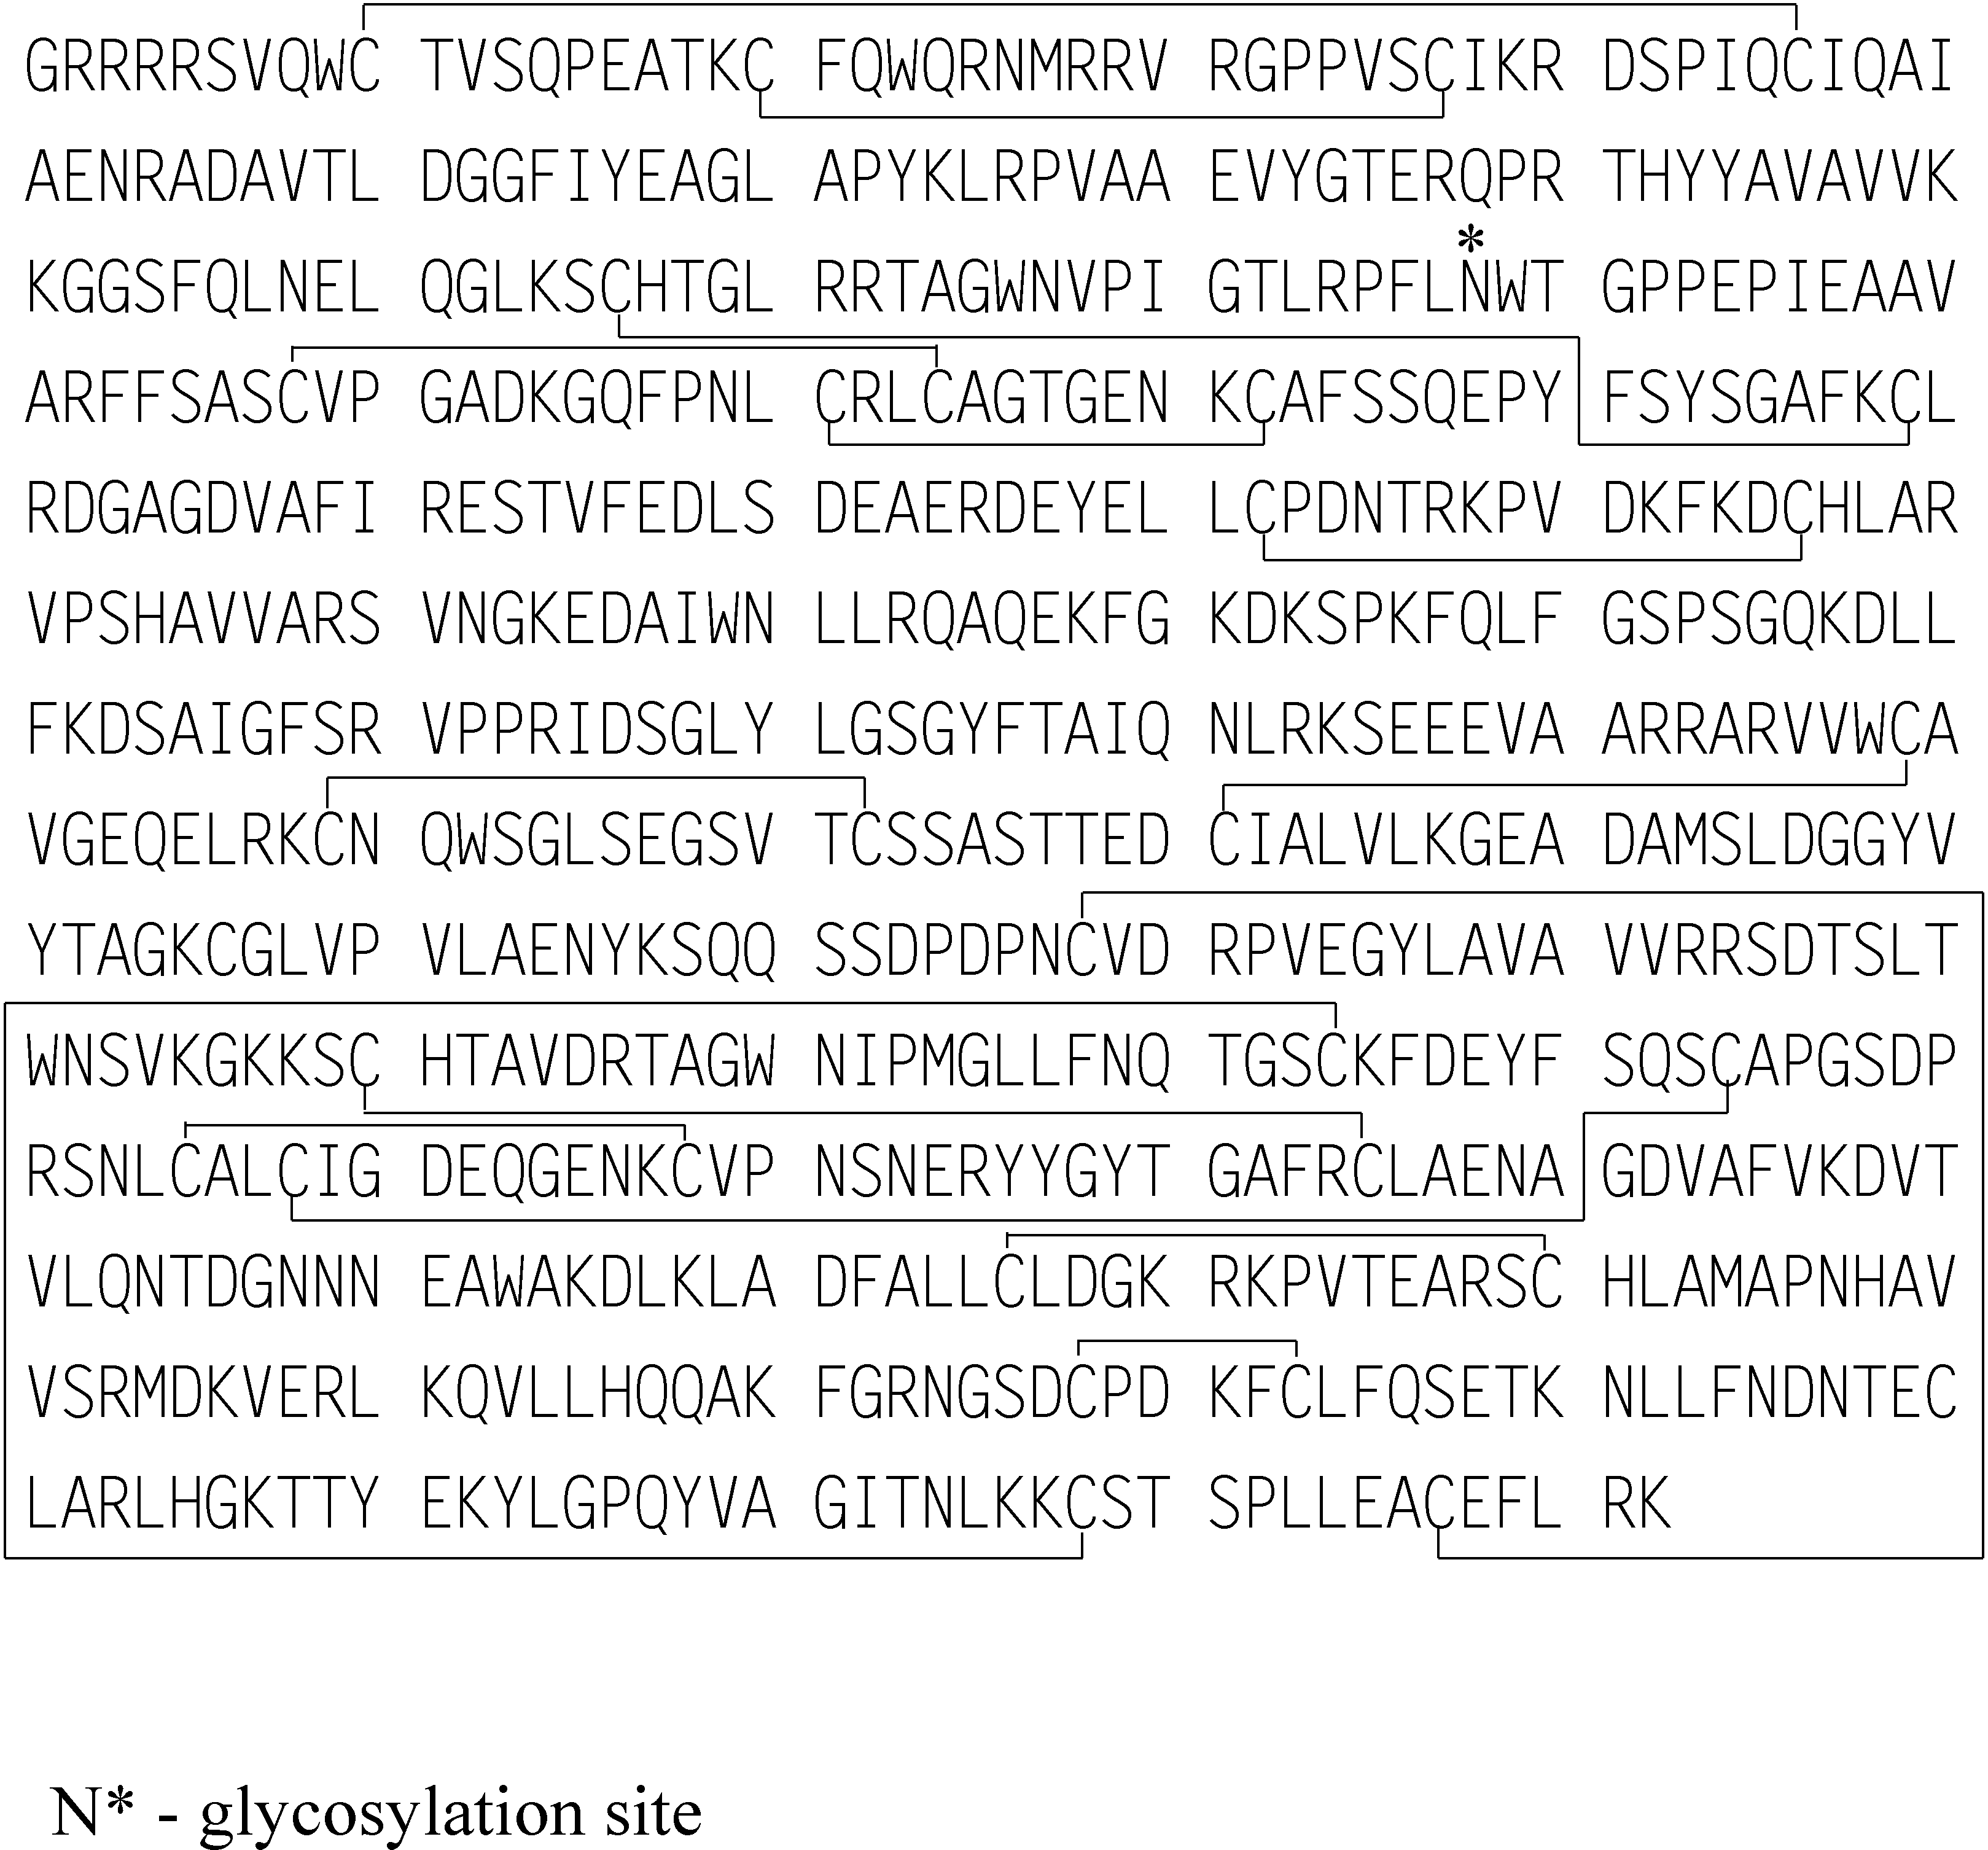 GRRRRSVQWC TVSQPEATKC FQWQRNMRRV RGPPVSCIKR DSPIQCIQAI
AENRADAVTL DGGFIYEAGL APYKLRPVAA EVYGTERQPR THYYAVAVVK
*
KGGSFQLNEL QGLKSCHTGL RRTAGWNVPI GTLRPFLNWT GPPEPIEAAV
ARFFSASCVP GADKGQFPNL CRLCAGTGENK KCAFSSQEPY FSYSGAFKCL
RDGAGDVAFI RESTVFEDLS DEAERDEYEL LCPDNTRKPV DKFKDCHLAR
VPSHAVVARS VNGKEDAIWN LLRQAQEKFG KDKSPKFQLF GSPSGQKDLL
FKDSAIGFSR VPPRIDSGLY LGSGYFTAIQ NLRKSEEEVA ARRARVVWCA
VGEQELRKCN QWSGLSEGSV TCSSASTTED CIALVLKGEA DAMSLDGGYV
YTAGKCGLVP VLAENYKSQQ SSDPDPNCVD RPVEGYLAVA VVRRSDTSLT
WNSVKGKKSC HTAVDRTAGW NIPMGLLFNQ TGSCKFDEYF SQSCAPGSDP
RSNLCALCIG DEQGENKCVP NSNERYYGYT GAFRCLAENA GDVAFVKDVT
VLQNTDGNNN EAWAKDLKLA DFALLCLDGK RKPVTEARSC HLAMAPNHAV
VSRMDKVERL KQVLLHQQAK FGRNGSDCPD KFCLFQSETK NLLFNDNTEC
LARLHGKTTY EKYLGPQYVA GITNLKKCST SPLLEACEFL RK
N* - glycosylation site